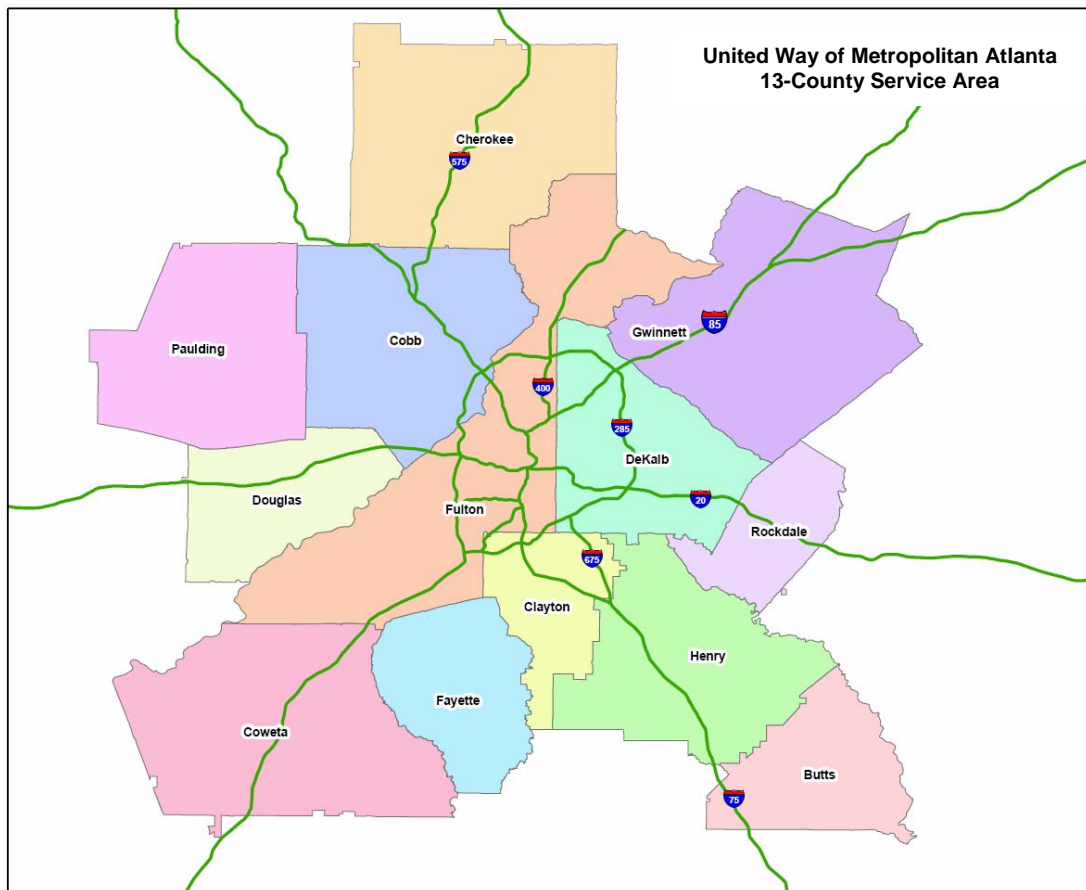 United Way of Metropolitan Atlanta
13-County Service Area
Cherokee
575
Gwinnett
85
Paulding
Cobb
400
285
DeKalb
Douglas
20
Fulton
Rockdale
675
Clayton
Henry
Fayette
Coweta
Butts
75